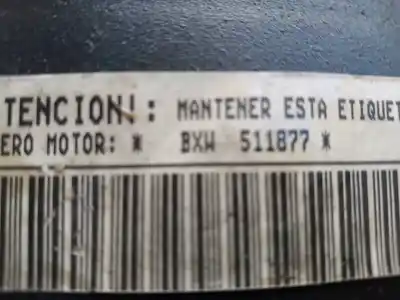 TENCION!: MANTENER ESTA ETIQUET
ERO MOTOR: * BXW 511877 *